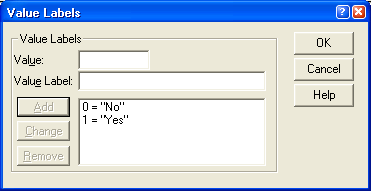 Value Labels
Value Labels
Value:
Value Label:
Add
Change
Remove
0 = "No"
1 = "Yes"
OK
Cancel
Help